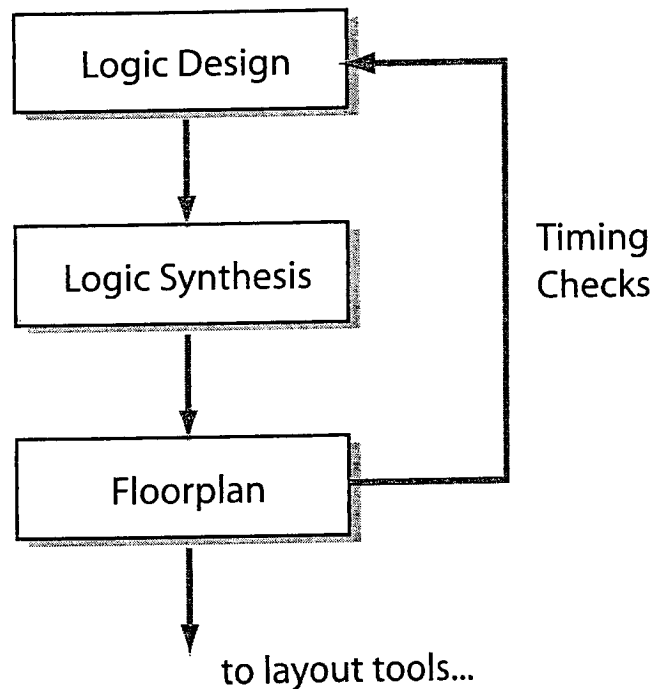 Logic Design
Logic Synthesis
Timing
Checks
Floorplan
to layout tools...